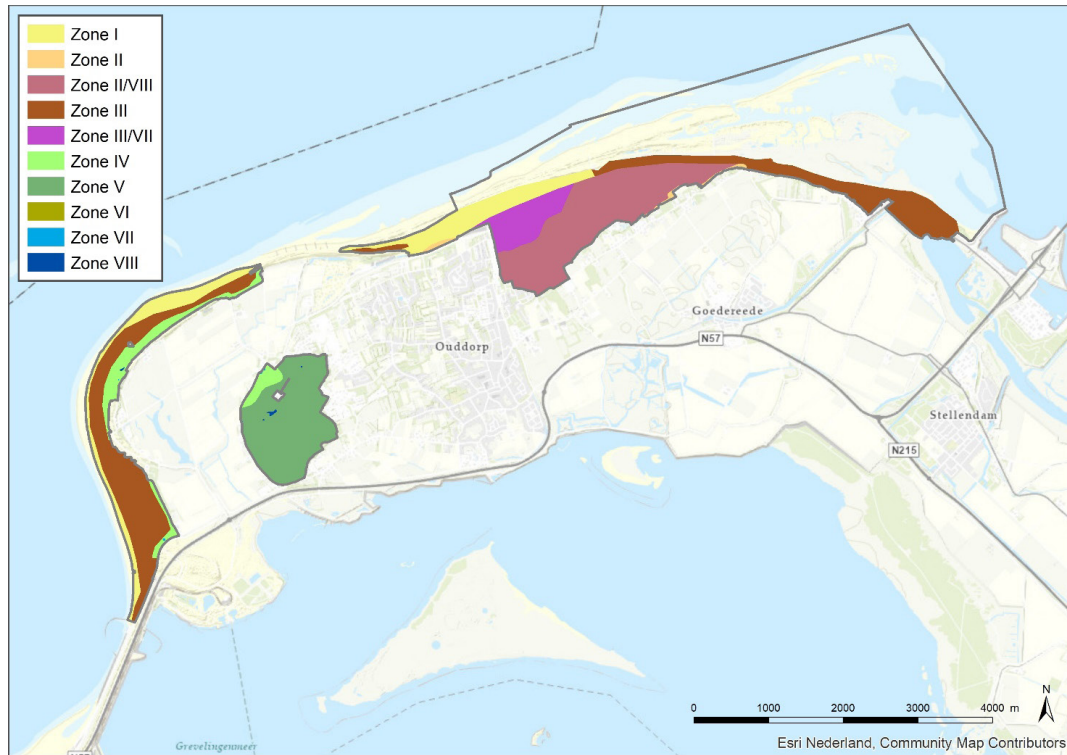 Zone I
Zone II
Zone II/VIII
Zone III
Zone III/VII
Zone IV
Zone V
Zone VI
Zone VII
Zone VIII
Goedereede
N57
Ouddorp
Stellendam
N215
0 1000 2000 3000 4000 m
N
Grevelingenmeer
Esri Nederland, Community Map Contributors